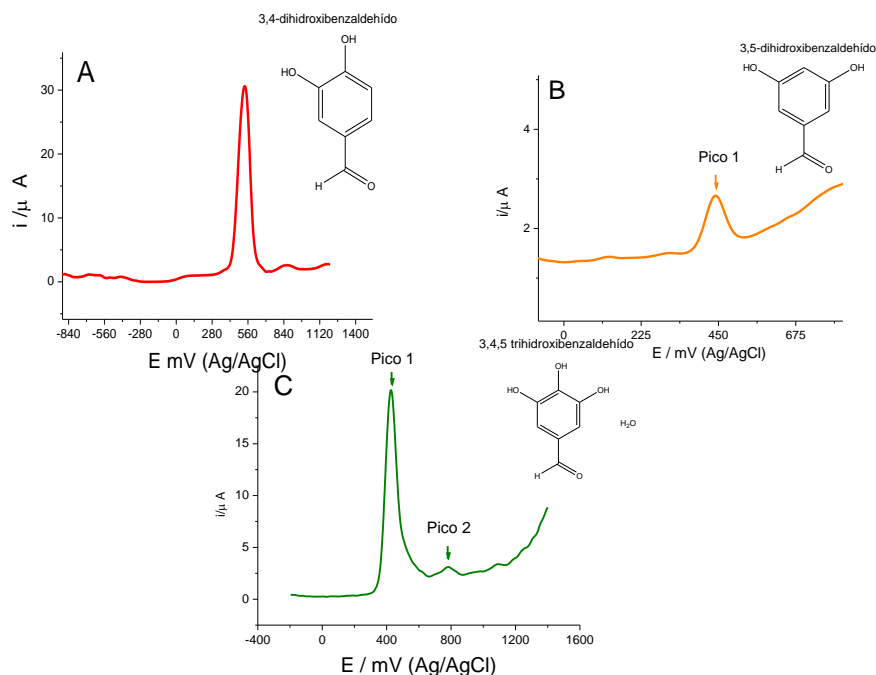 3,4-dihidroxibenzaldehído
OH
HO
H
O
A
i /μ A
30
20
10
0
-840 -560 -280 0 280 560 840 1120 1400
E mV (Ag/AgCl)
3,5-dihidroxibenzaldehído
HO
OH
H
O
B
Pico 1
i/μ A
4
2
0 225 450 675
E / mV (Ag/AgCl)
3,4,5 trihidroxibenzaldehído
OH
HO
OH
H2O
H
O
C
Pico 1
Pico 2
i/μ A
20
15
10
5
0
-400 0 400 800 1200 1600
E / mV (Ag/AgCl)